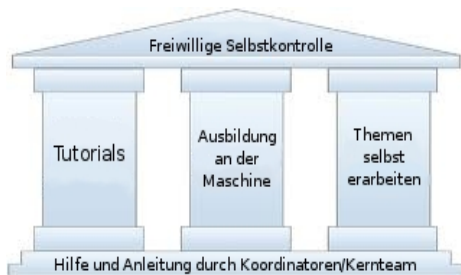 Freiwillige Selbstkontrolle
Tutorials
Ausbildung
an der
Maschine
Themen
selbst
erarbeiten
Hilfe und Anleitung durch Koordinatoren/Kernteam